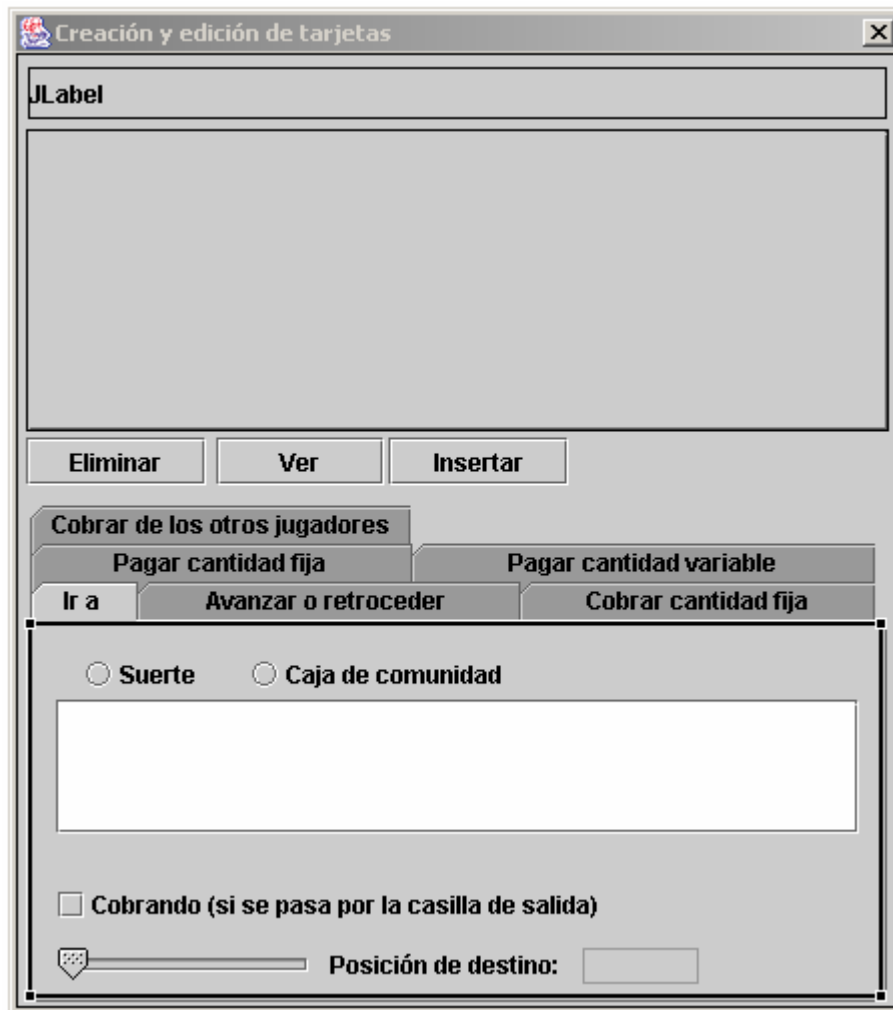 Creación y edición de tarjetas
JLabel
Eliminar Ver Insertar
Cobrar de los otros jugadores
Pagar cantidad fija Pagar cantidad variable
Ir a Avanzar o retroceder Cobrar cantidad fija
Suerte Caja de comunidad
Cobrando (si se pasa por la casilla de salida)
Posición de destino: